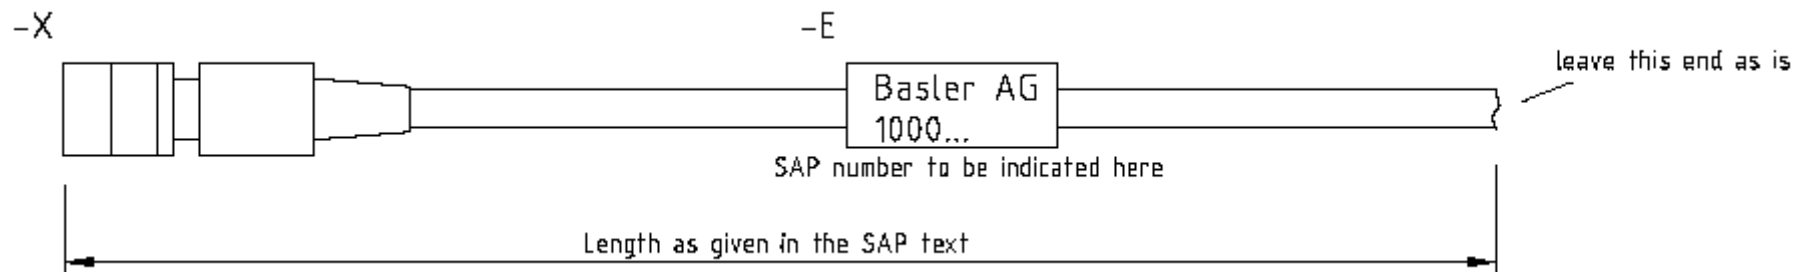 -X
-E
leave this end as is
Basler AG
1000...
SAP number to be indicated here
Length as given in the SAP text